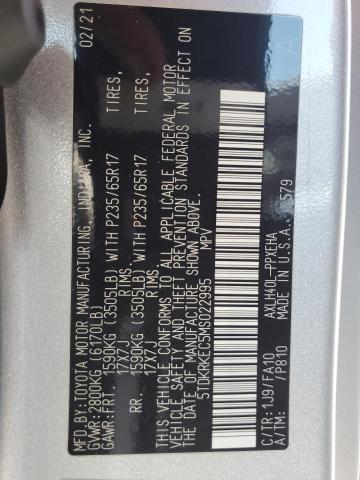 MFD.BY:TOYOTA MOTOR MANUFACTURING, INDIANA, INC. 02/21
GVWR:2800KG (6170LB)
GAWR:FRT. 1590KG (3505LB) WITH P235/65R17 TIRES,
17X7J RIMS,
RR. 1590KG (3505LB) WITH P235/65R17 TIRES,
17X7J RIMS,
THIS VEHICLE CONFORMS TO ALL APPLICABLE FEDERAL MOTOR
VEHICLE SAFETY AND THEFT PREVENTION STANDARDS IN EFFECT ON
THE DATE OF MANUFACTURE SHOWN ABOVE.
5TDKRKEC5MS022995 MPV
A
C/TR:1J9/FA10 AXLH40L-PPXEHA
A/TM: /P810 MADE IN U.S.A. 579